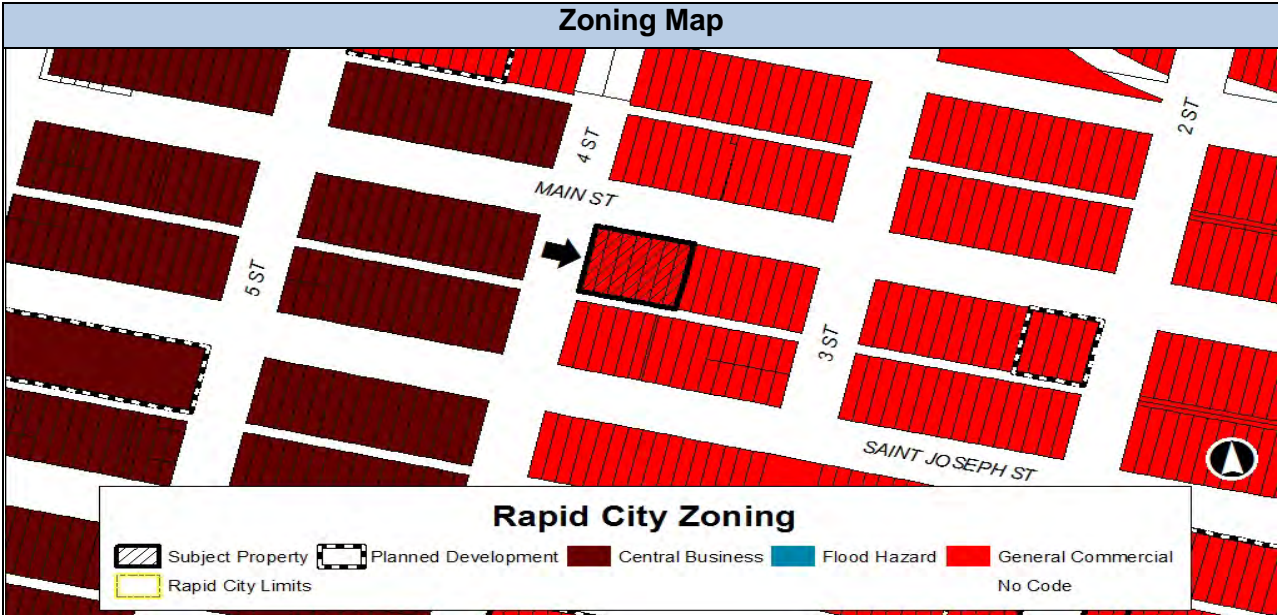 Zoning Map
2 ST
4 ST
MAIN ST
5 ST
3 ST
SAINT JOSEPH ST
Rapid City Zoning
Subject Property Planned Development Central Business Flood Hazard General Commercial
Rapid City Limits No Code